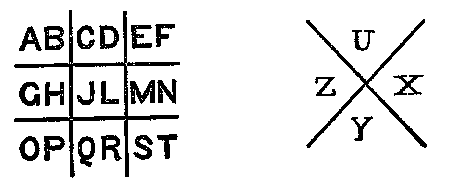 AB CD EF
GH JL MN
OP QR ST
U
Z X
Y